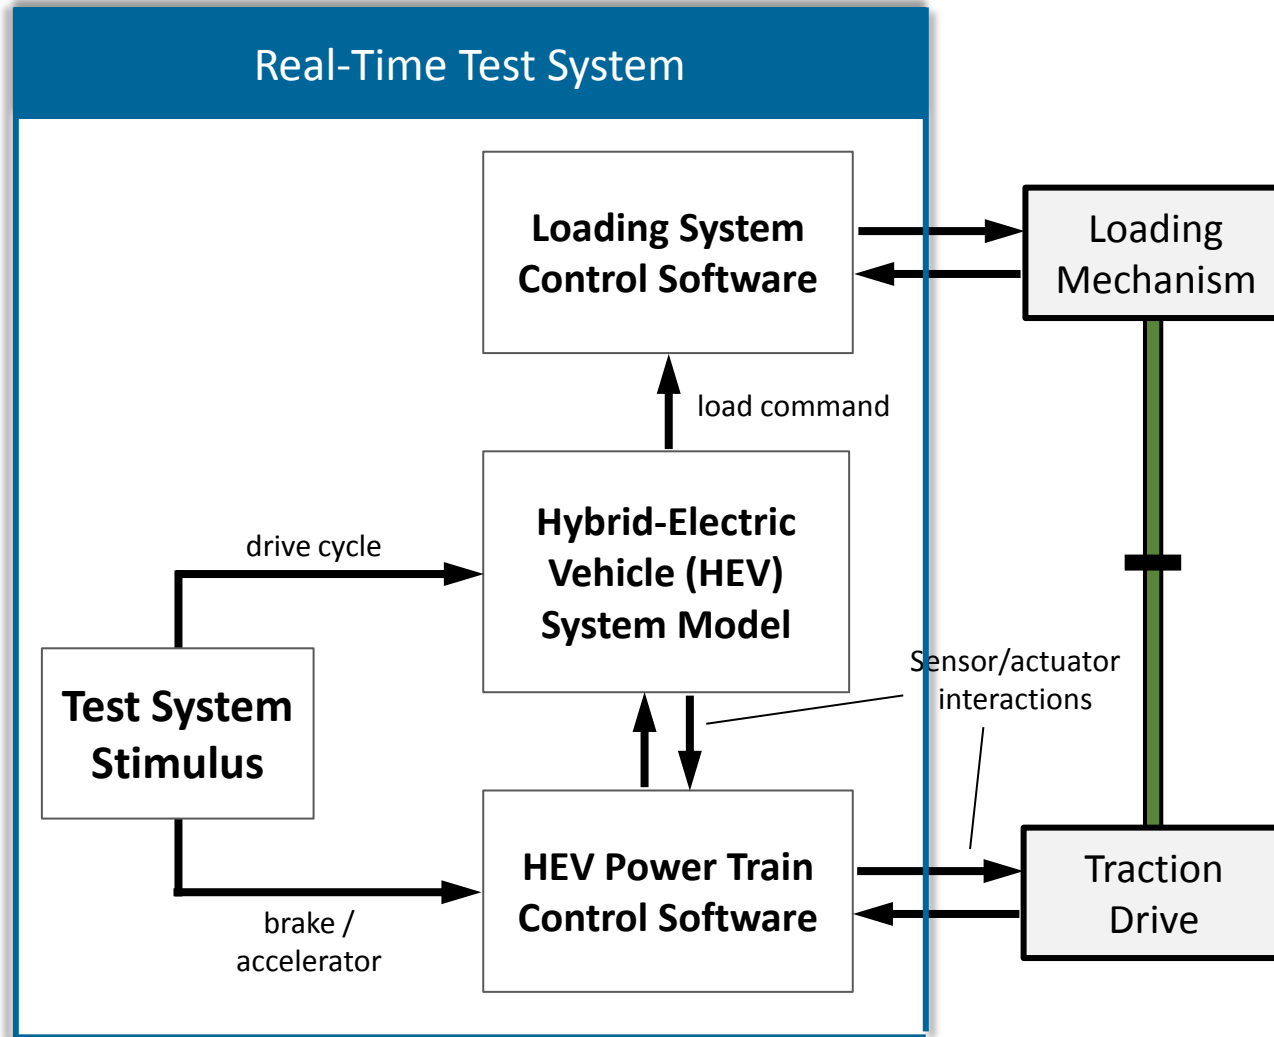 Real-Time Test System
Loading System
Control Software
Loading
Mechanism
load command
Hybrid-Electric
Vehicle (HEV)
System Model
drive cycle
Sensor/actuator
interactions
Test System
Stimulus
HEV Power Train
Control Software
Traction
Drive
brake /
accelerator